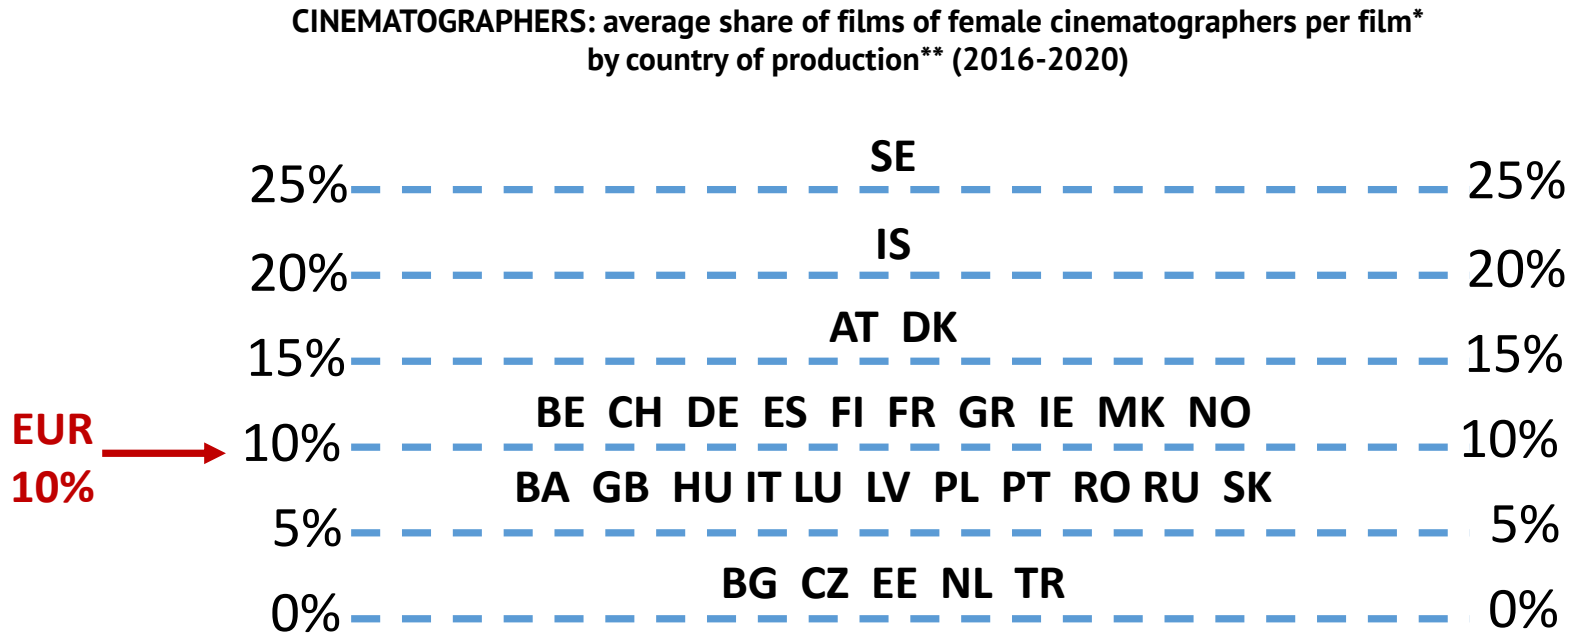 CINEMATOGRAPHERS: average share of films of female cinematographers per film*
by country of production** (2016-2020)
SE
25% 25%
IS
20% 20%
AT DK
15% 15%
BE CH DE ES FI FR GR IE MK NO
EUR
10% 10%
10%
BA GB HU IT LU LV PL PT RO RU SK
5% 5%
BG CZ EE NL TR
0% 0%